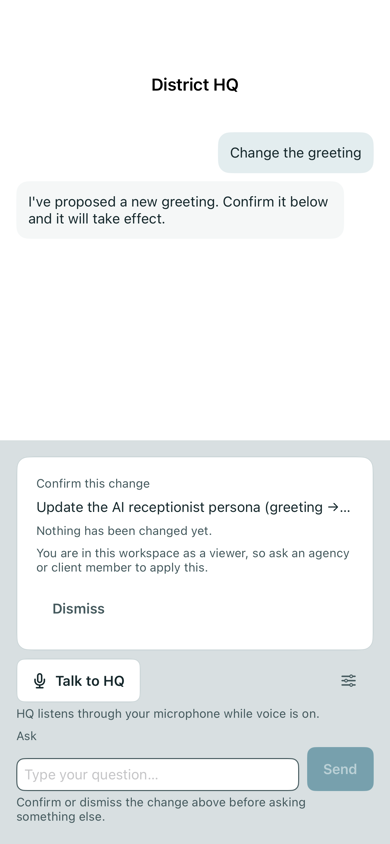 District HQ
Change the greeting
I've proposed a new greeting. Confirm it below
and it will take effect.
Confirm this change
Update the AI receptionist persona (greeting →...
Nothing has been changed yet.
You are in this workspace as a viewer, so ask an agency
or client member to apply this.
Dismiss
Talk to HQ
HQ listens through your microphone while voice is on.
Ask
Type your question...
Send
Confirm or dismiss the change above before asking
something else.